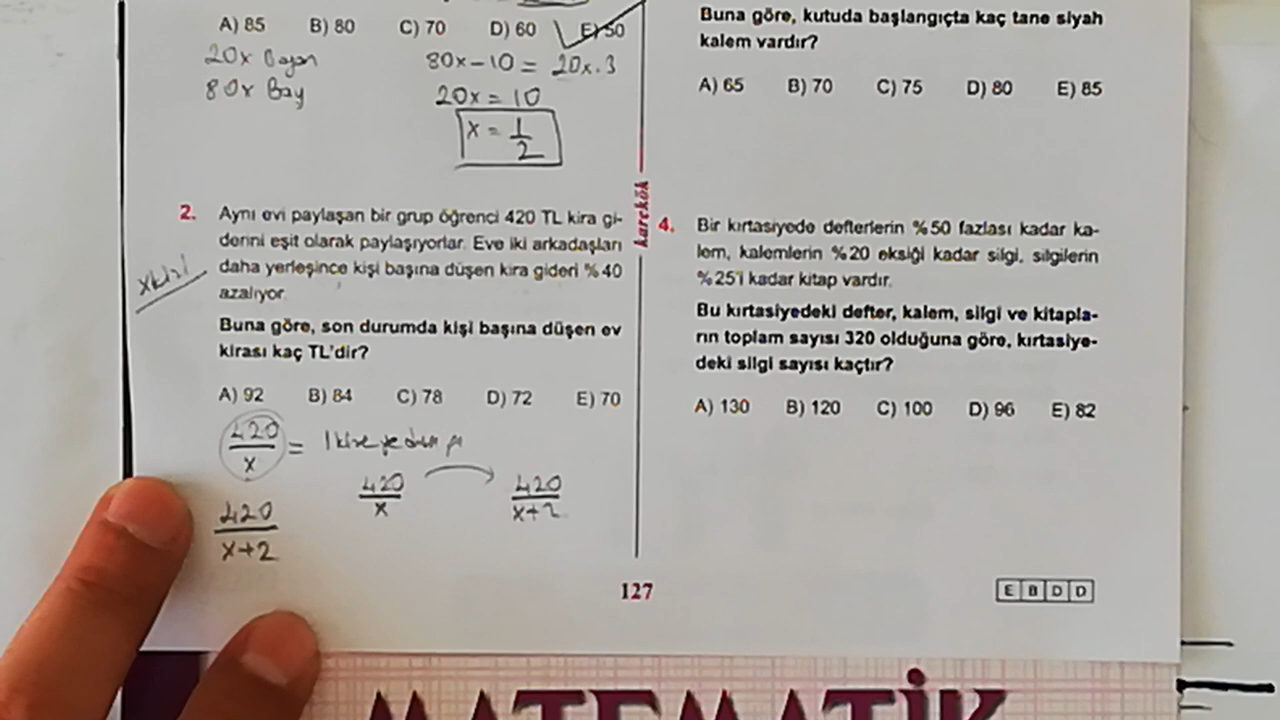 A) 85 B) 80 C) 70 D) 60 E) 50
20x Bayan
80x Bay
80x-10 = 20x.3
20x = 10
x = 1/2
2. Aynı evi paylaşan bir grup öğrenci 420 TL kira gi-
derini eşit olarak paylaşıyorlar. Eve iki arkadaşları
daha yerleşince kişi başına düşen kira gideri %40
azalıyor.
x kişi
Buna göre, son durumda kişi başına düşen ev
kirası kaç TL'dir?
A) 92 B) 84 C) 78 D) 72 E) 70
420/x =
420/x 420/x+2
420/x+2
karekök
Buna göre, kutuda başlangıçta kaç tane siyah
kalem vardır?
A) 65 B) 70 C) 75 D) 80 E) 85
4. Bir kırtasiyede defterlerin %50 fazlası kadar ka-
lem, kalemlerin %20 eksiği kadar silgi, silgilerin
%25'i kadar kitap vardır.
Bu kırtasiyedeki defter, kalem, silgi ve kitapla-
rın toplam sayısı 320 olduğuna göre, kırtasiye-
deki silgi sayısı kaçtır?
A) 130 B) 120 C) 100 D) 96 E) 82
127
E B D D
MATEMATİK